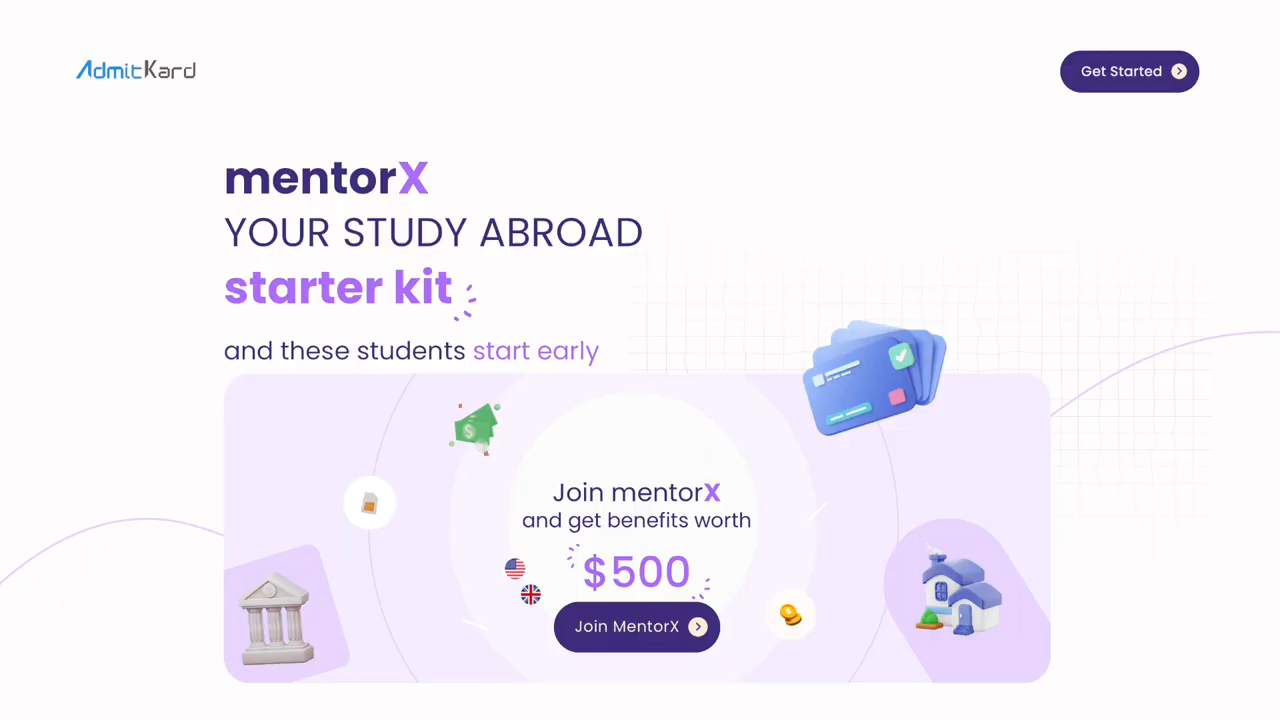 AdmitKard
Get Started
mentorX
YOUR STUDY ABROAD
starter kit
and these students start early
Join mentorX
and get benefits worth
$500
Join MentorX